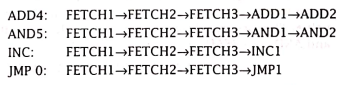 ADD4: FETCH1→FETCH2→FETCH3→ADD1→ADD2
AND5: FETCH1→FETCH2→FETCH3→AND1→AND2
INC: FETCH1→FETCH2→FETCH3→INC1
JMP 0: FETCH1→FETCH2→FETCH3→JMP1